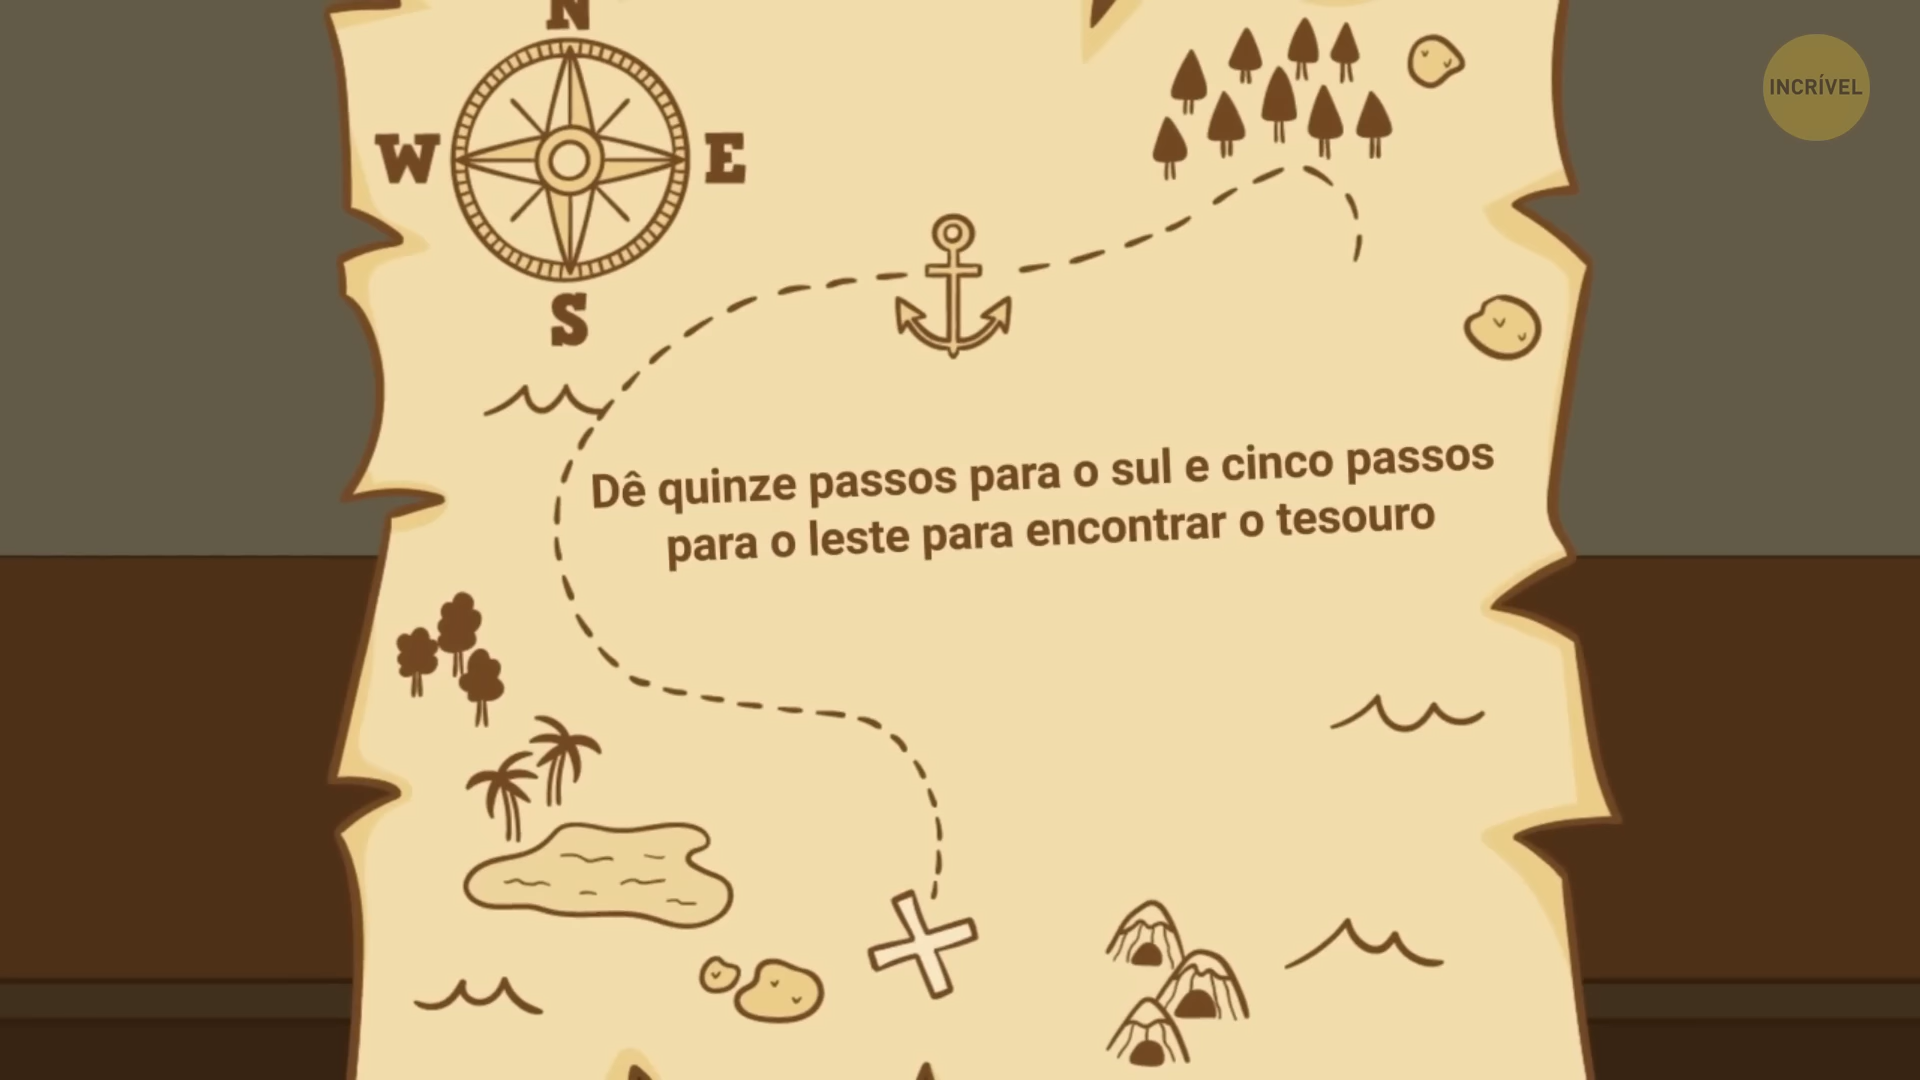 N
INCRÍVEL
W
E
S
Dê quinze passos para o sul e cinco passos
para o leste para encontrar o tesouro